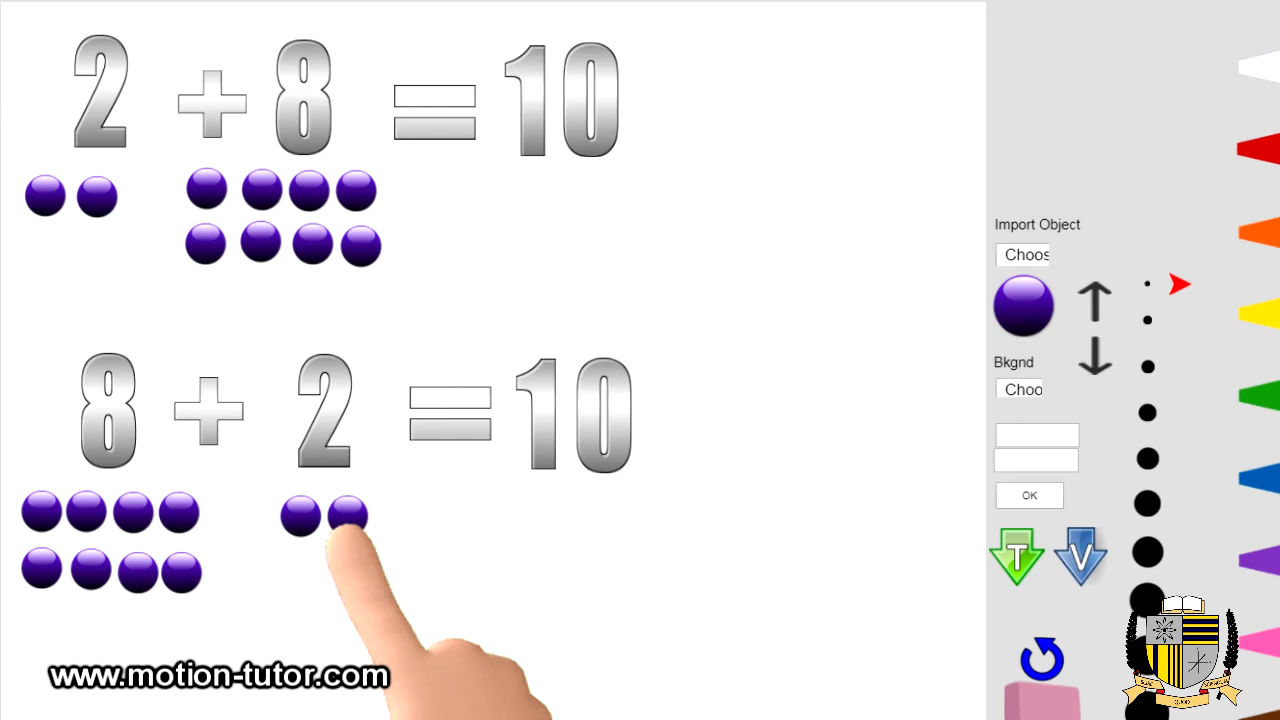 2 + 8 = 10
8 + 2 = 10
Import Object
Choos
Bkgnd
Choo
OK
T V
www.motion-tutor.com